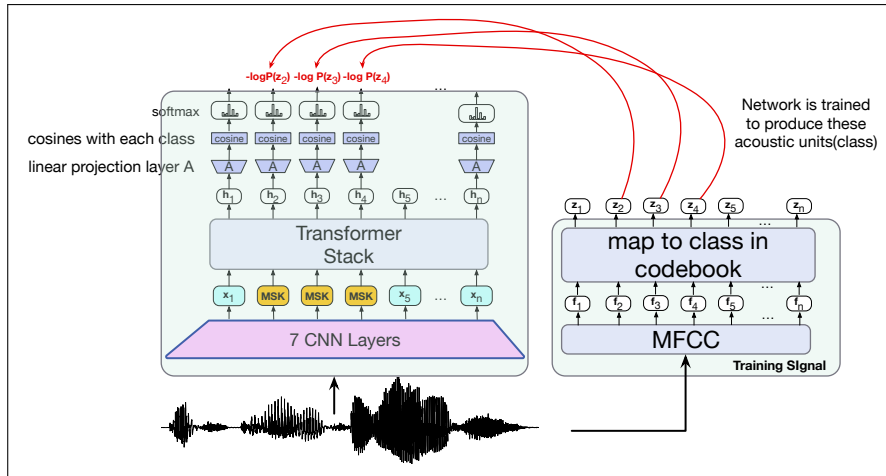 -logP(z2) -log P(z3) -log P(z4)
...
softmax
cosines with each class cosine cosine cosine cosine cosine
linear projection layer A A A A A A
h1 h2 h3 h4 h5 ... hn
Transformer
Stack
x1 MSK MSK MSK x5 ... xn
7 CNN Layers
Network is trained
to produce these
acoustic units(class)
z1 z2 z3 z4 z5 zn
...
map to class in
codebook
...
f1 f2 f3 f4 f5 fn
...
MFCC
Training SIgnal